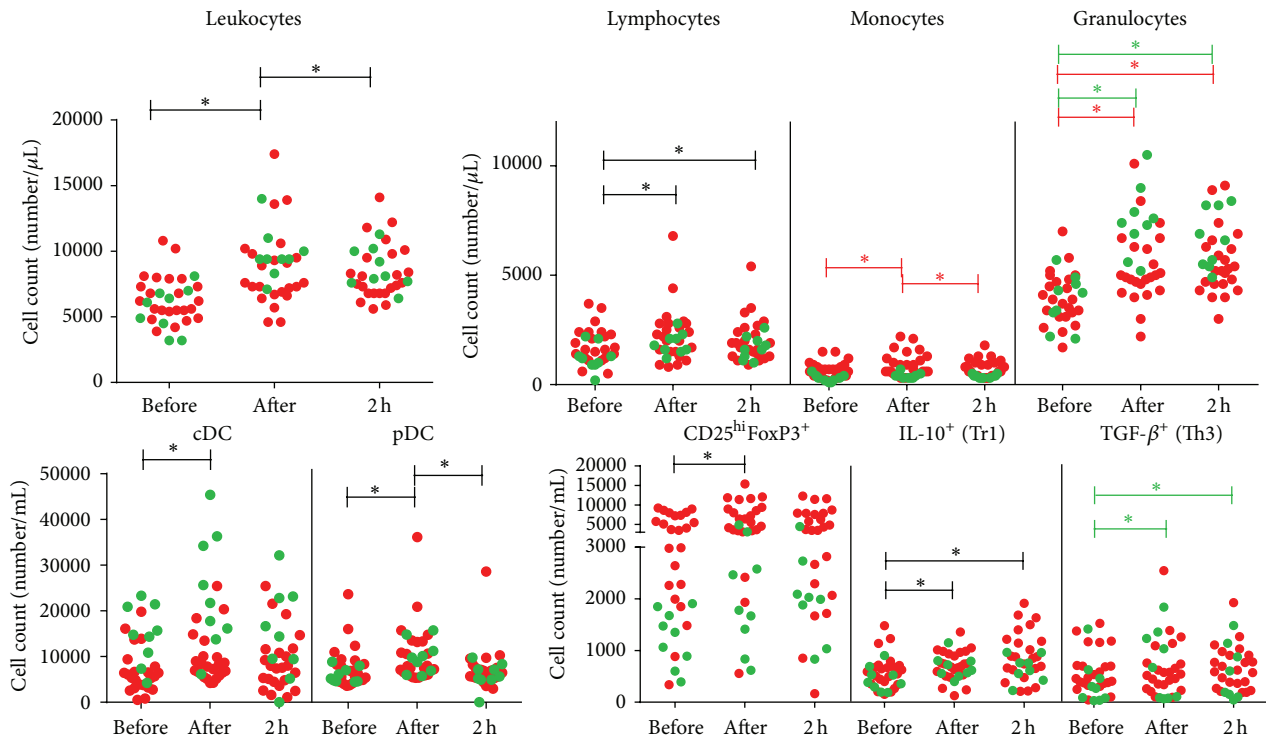 Leukocytes
Lymphocytes
Monocytes
Granulocytes
Cell count (number/μL)
20000
15000
10000
5000
0
* *
Before After 2 h
Cell count (number/μL)
10000
5000
0
* *
* *
* * * *
Before After 2 h
Before After 2 h
Before After 2 h
cDC
pDC
CD25hiFoxP3+
IL-10+ (Tr1)
TGF-β+ (Th3)
Cell count (number/mL)
50000
40000
30000
20000
10000
0
*
* *
Before After 2 h
Before After 2 h
Cell count (number/mL)
20000
15000
10000
5000
3000
2000
1000
0
*
* *
* *
Before After 2 h
Before After 2 h
Before After 2 h